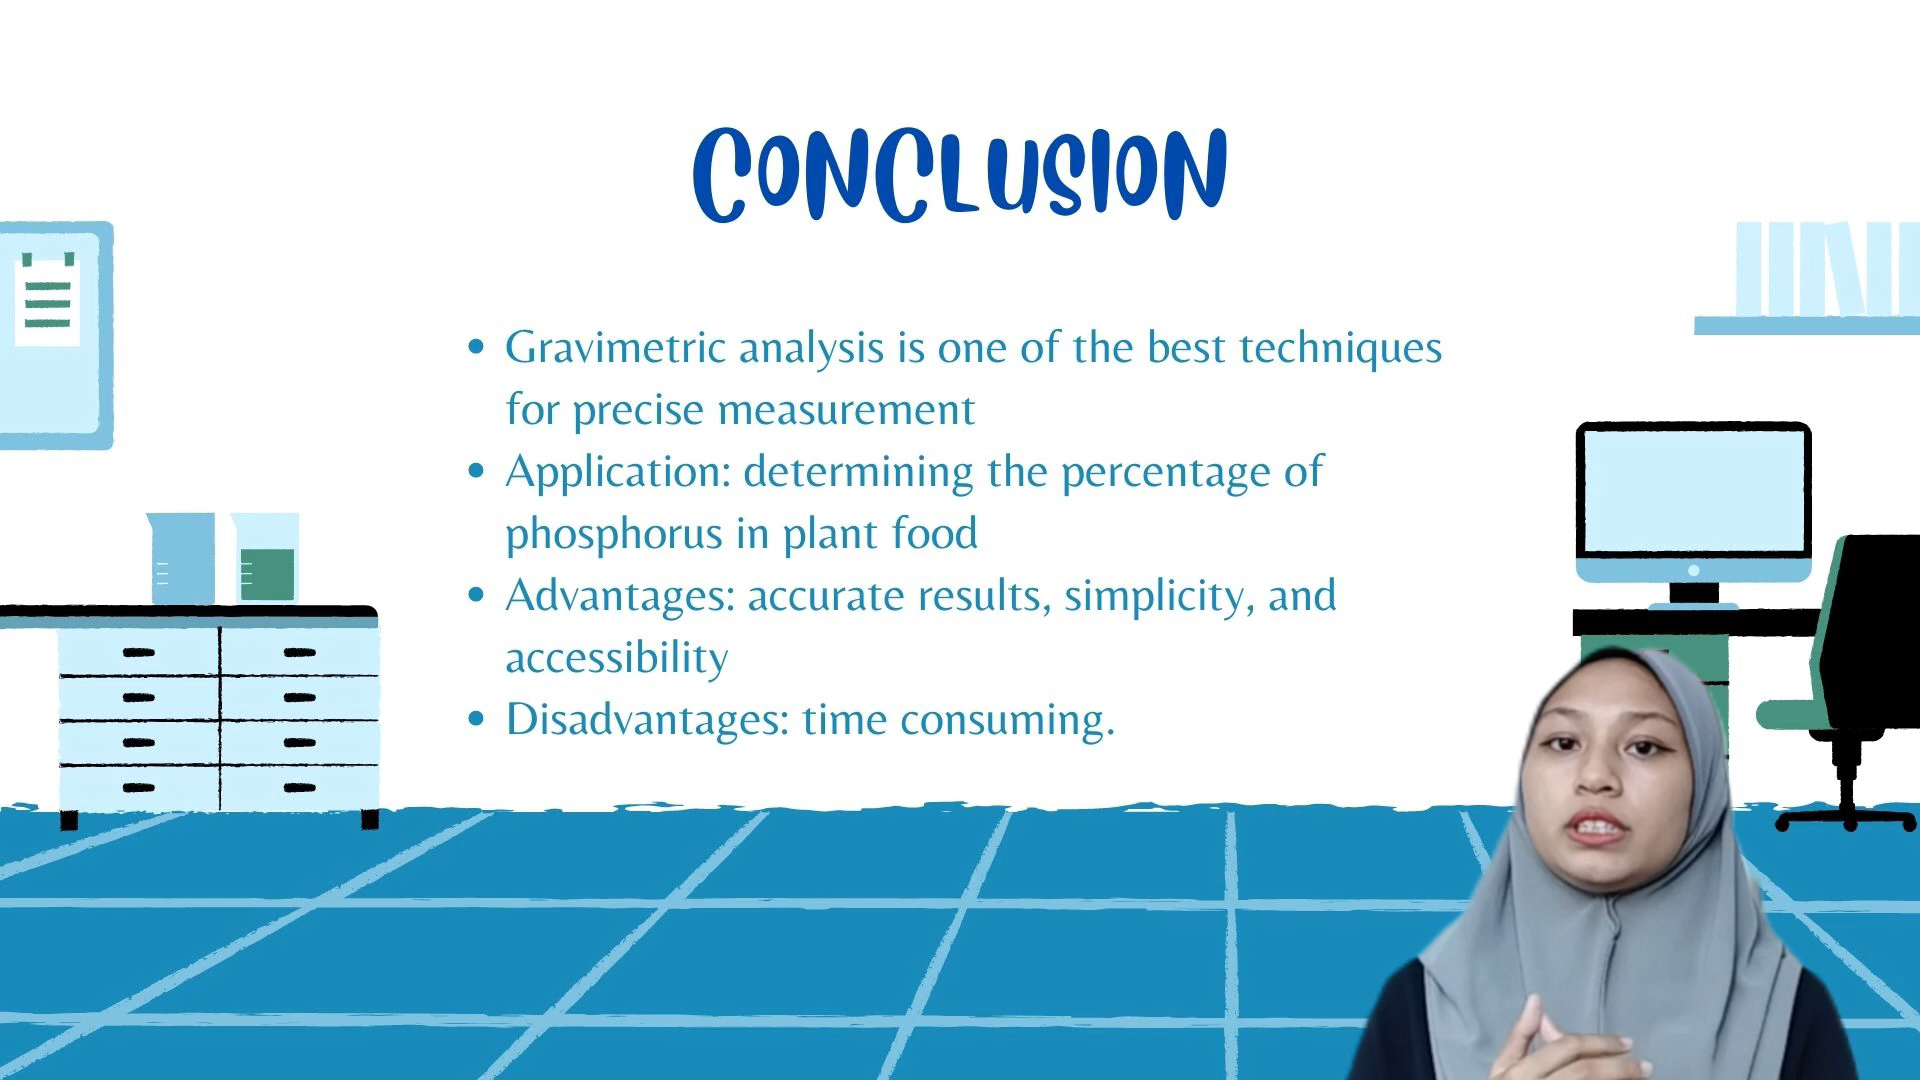 CONCLUSION
• Gravimetric analysis is one of the best techniques
for precise measurement
• Application: determining the percentage of
phosphorus in plant food
• Advantages: accurate results, simplicity, and
accessibility
• Disadvantages: time consuming.